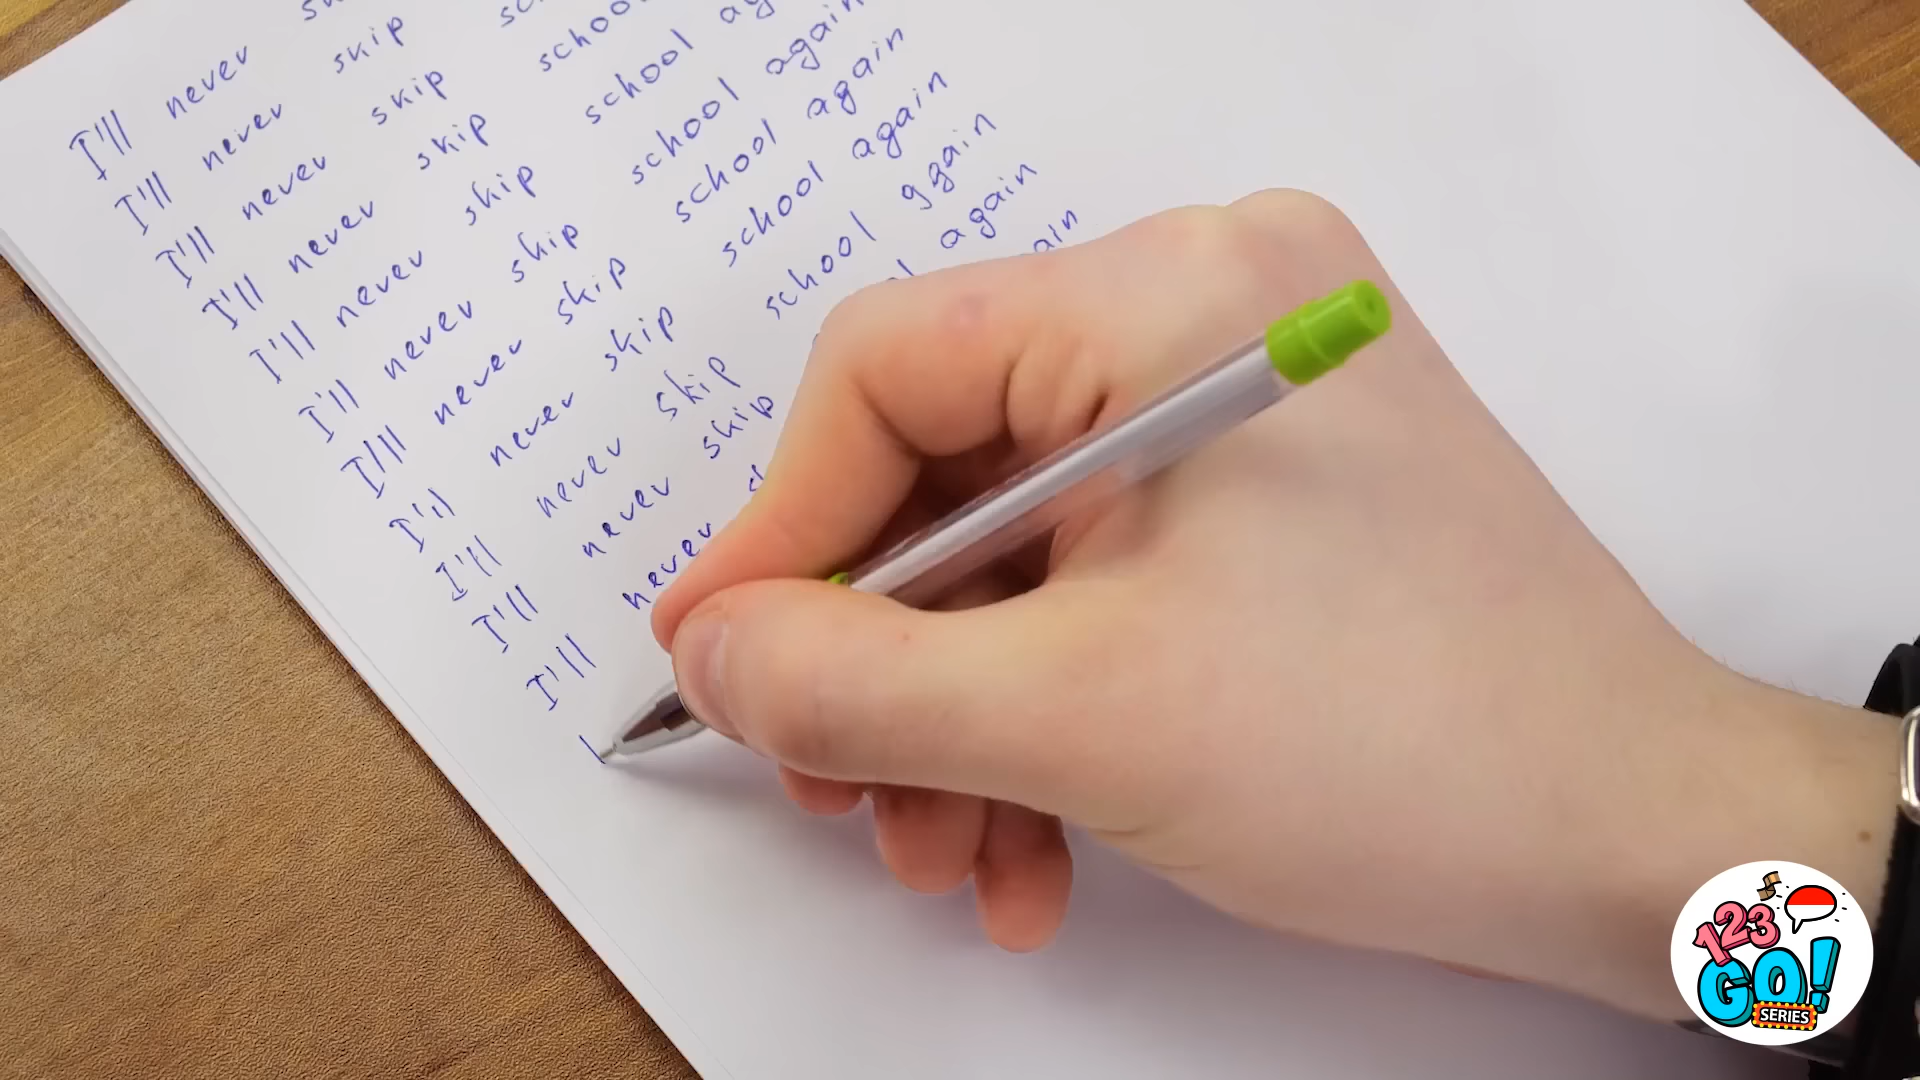 I'll never
I'll never skip
I'll never skip school
I'll never skip school
I'll never skip school again
I'll never skip school again
I'll never skip school again
I'll never skip school ggain
I'll never skip again
I'll never skip
I'll never
123 GO! SERIES